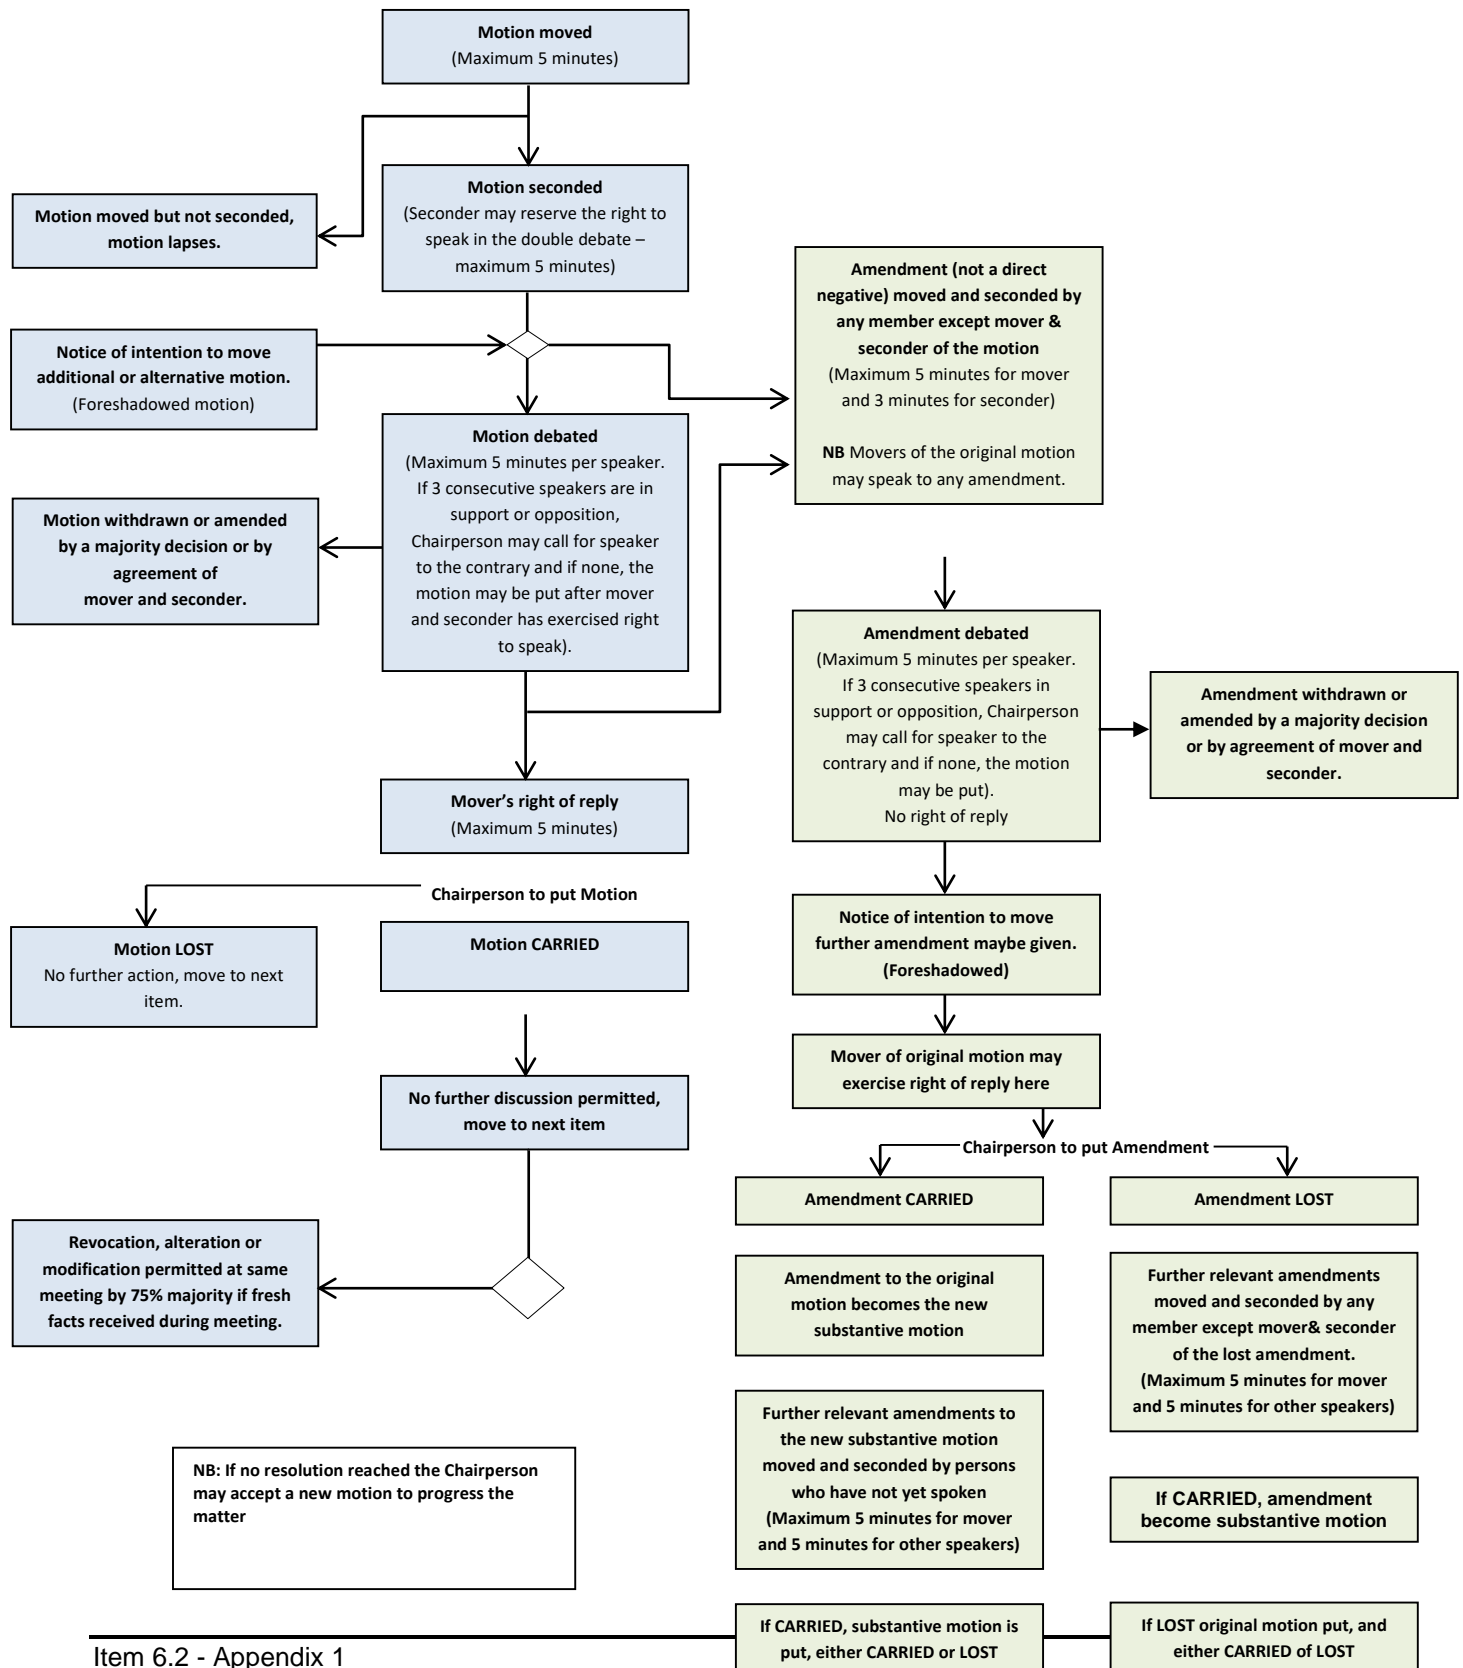 Motion moved
(Maximum 5 minutes)
Motion seconded
(Seconder may reserve the right to
speak in the double debate –
maximum 5 minutes)
Motion moved but not seconded,
motion lapses.
Notice of intention to move
additional or alternative motion.
(Foreshadowed motion)
Motion debated
(Maximum 5 minutes per speaker.
If 3 consecutive speakers are in
support or opposition,
Chairperson may call for speaker
to the contrary and if none, the
motion may be put after mover
and seconder has exercised right
to speak).
Motion withdrawn or amended
by a majority decision or by
agreement of
mover and seconder.
Mover’s right of reply
(Maximum 5 minutes)
Chairperson to put Motion
Motion LOST
No further action, move to next
item.
Motion CARRIED
No further discussion permitted,
move to next item
Revocation, alteration or
modification permitted at same
meeting by 75% majority if fresh
facts received during meeting.
NB: If no resolution reached the Chairperson
may accept a new motion to progress the
matter
Amendment (not a direct
negative) moved and seconded by
any member except mover &
seconder of the motion
(Maximum 5 minutes for mover
and 3 minutes for seconder)
NB Movers of the original motion
may speak to any amendment.
Amendment debated
(Maximum 5 minutes per speaker.
If 3 consecutive speakers in
support or opposition, Chairperson
may call for speaker to the
contrary and if none, the motion
may be put).
No right of reply
Amendment withdrawn or
amended by a majority decision
or by agreement of mover and
seconder.
Notice of intention to move
further amendment maybe given.
(Foreshadowed)
Mover of original motion may
exercise right of reply here
Chairperson to put Amendment
Amendment CARRIED
Amendment to the original
motion becomes the new
substantive motion
Further relevant amendments to
the new substantive motion
moved and seconded by persons
who have not yet spoken
(Maximum 5 minutes for mover
and 5 minutes for other speakers)
If CARRIED, substantive motion is
put, either CARRIED or LOST
Amendment LOST
Further relevant amendments
moved and seconded by any
member except mover& seconder
of the lost amendment.
(Maximum 5 minutes for mover
and 5 minutes for other speakers)
If CARRIED, amendment
become substantive motion
If LOST original motion put, and
either CARRIED of LOST
Item 6.2 - Appendix 1